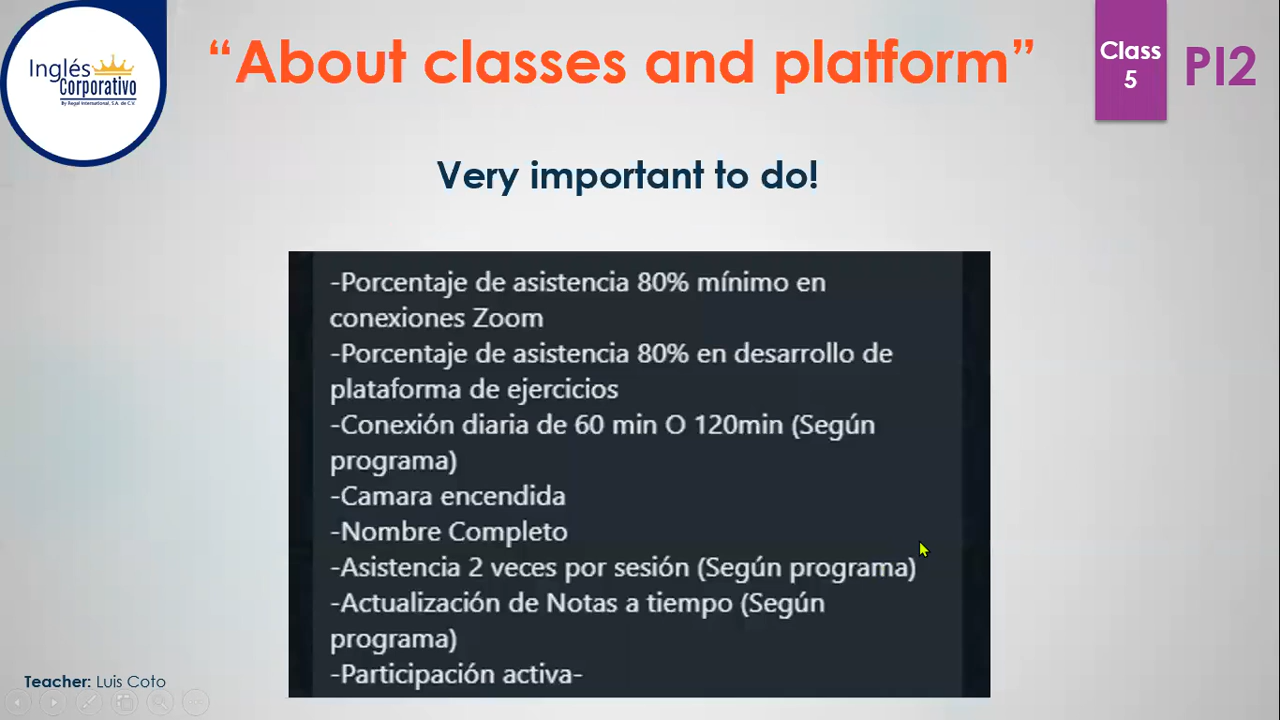 Inglés
Corporativo
By Regal International, S.A. de C.V.
“About classes and platform”
Class
5
PI2
Very important to do!
-Porcentaje de asistencia 80% mínimo en
conexiones Zoom
-Porcentaje de asistencia 80% en desarrollo de
plataforma de ejercicios
-Conexión diaria de 60 min O 120min (Según
programa)
-Camara encendida
-Nombre Completo
-Asistencia 2 veces por sesión (Según programa)
-Actualización de Notas a tiempo (Según
programa)
-Participación activa-
Teacher: Luis Coto